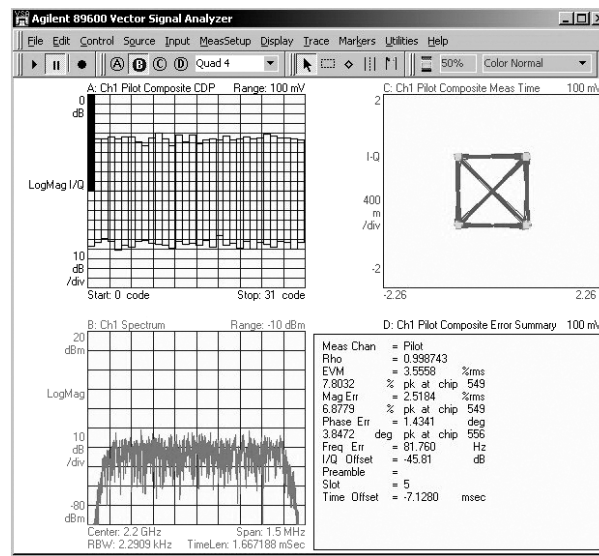 Agilent 89600 Vector Signal Analyzer
File Edit Control Source Input MeasSetup Display Trace Markers Utilities Help
A B C D Quad 4 50% Color Normal
A: Ch1 Pilot Composite CDP Range: 100 mV
0
dB
LogMag I/Q
10
dB
/div
Start: 0 code Stop: 31 code
C: Ch1 Pilot Composite Meas Time 100 mV
2
I-Q
400
m
/div
-2
-2.26 2.26
B: Ch1 Spectrum Range: -10 dBm
20
dBm
LogMag
10
dB
/div
-80
dBm
Center: 2.2 GHz Span: 1.5 MHz
RBW: 2.2909 kHz TimeLen: 1.667188 mSec
D: Ch1 Pilot Composite Error Summary 100 mV
Meas Chan = Pilot
Rho = 0.998743
EVM = 3.5558 %rms
7.8032 % pk at chip 549
Mag Err = 2.5184 %rms
6.8779 % pk at chip 549
Phase Err = 1.4341 deg
3.8472 deg pk at chip 556
Freq Err = 81.760 Hz
I/Q Offset = -45.81 dB
Preamble =
Slot = 5
Time Offset = -7.1280 msec